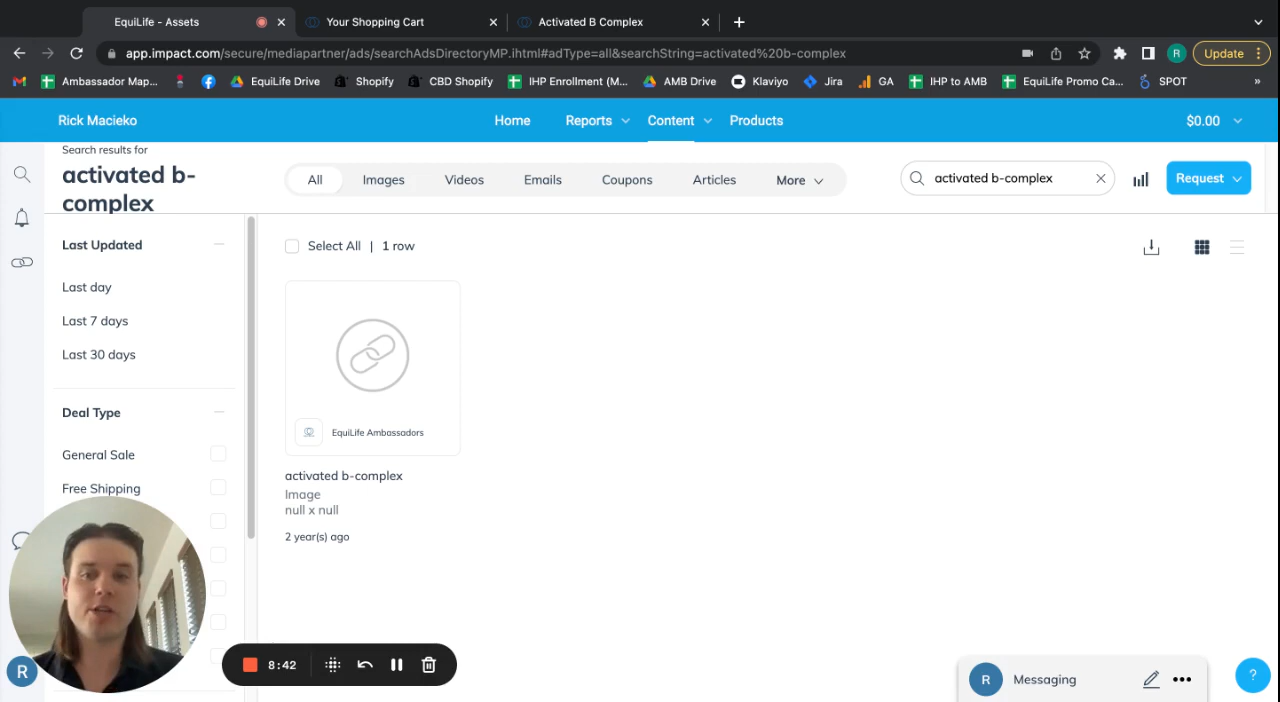 EquiLife - Assets
Your Shopping Cart
Activated B Complex
app.impact.com/secure/mediapartner/ads/searchAdsDirectoryMP.ihtml#adType=all&searchString=activated%20b-complex
R
Update
Ambassador Map...
EquiLife Drive
Shopify
CBD Shopify
IHP Enrollment (M...
AMB Drive
Klaviyo
Jira
GA
IHP to AMB
EquiLife Promo Ca...
SPOT
»
Rick Macieko
Home
Reports
Content
Products
$0.00
Search results for
activated b-
complex
All
Images
Videos
Emails
Coupons
Articles
More
activated b-complex
Request
Last Updated
Select All | 1 row
Last day
Last 7 days
Last 30 days
Deal Type
General Sale
Free Shipping
EquiLife Ambassadors
activated b-complex
Image
null x null
2 year(s) ago
R
8:42
R
Messaging
?